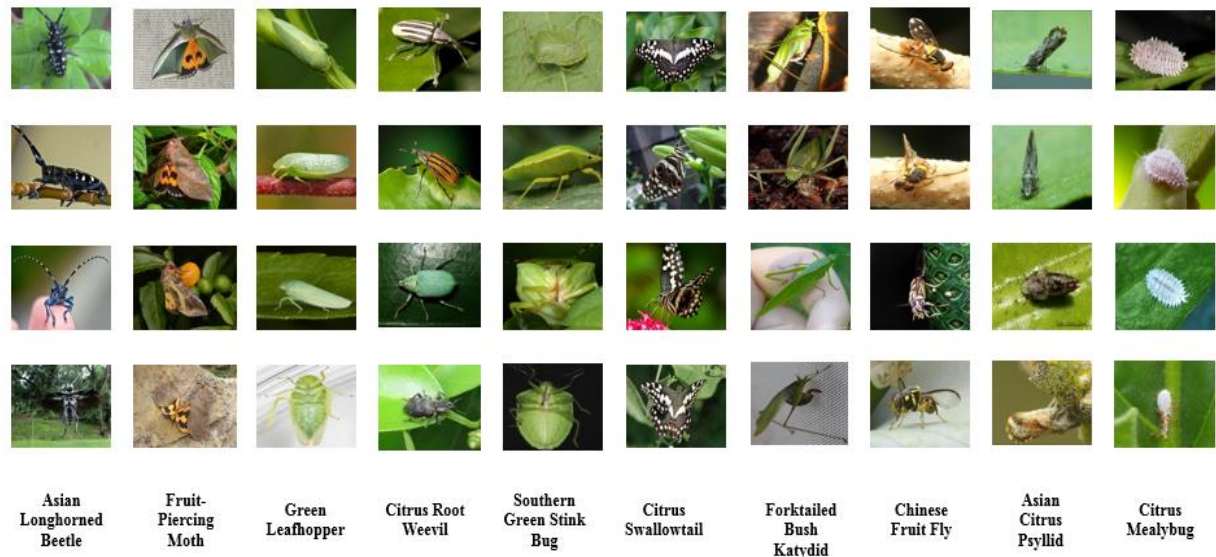 Asian
Longhorned
Beetle
Fruit-
Piercing
Moth
Green
Leafhopper
Citrus Root
Weevil
Southern
Green Stink
Bug
Citrus
Swallowtail
Forktailed
Bush
Katydid
Chinese
Fruit Fly
Asian
Citrus
Psyllid
Citrus
Mealybug